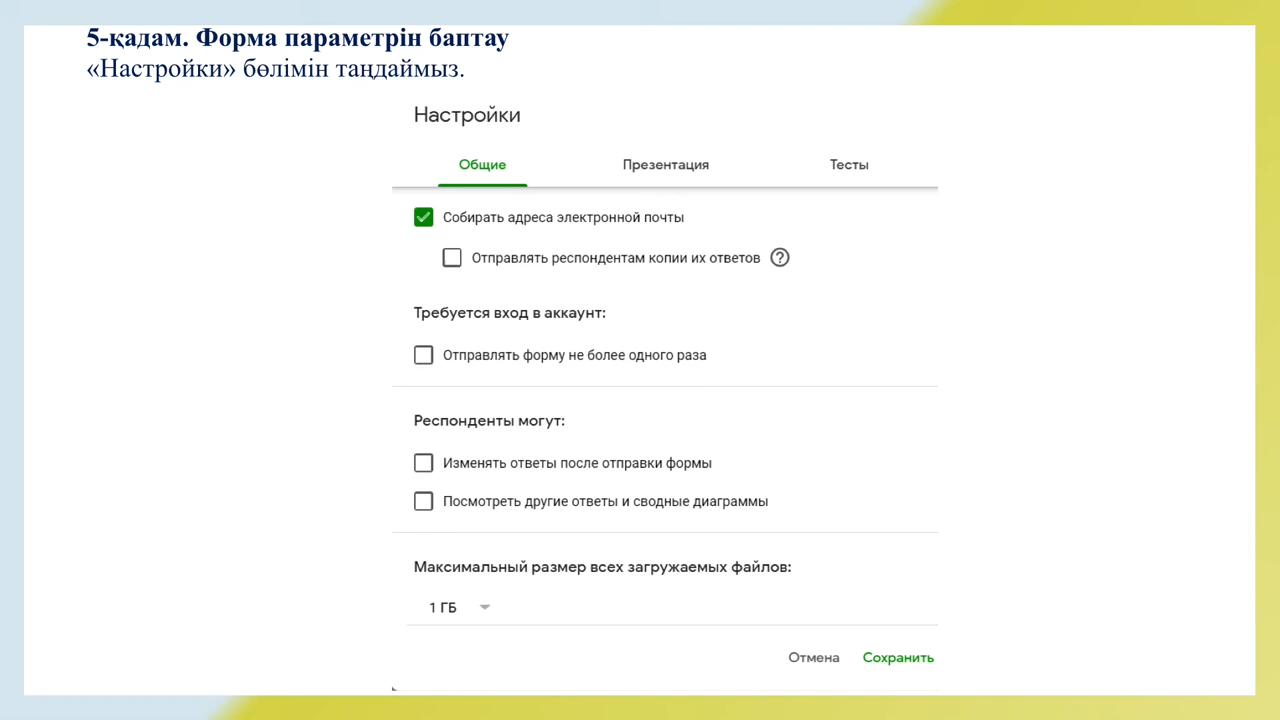 5-қадам. Форма параметрін баптау
«Настройки» бөлімін таңдаймыз.
Настройки
Общие Презентация Тесты
Собирать адреса электронной почты
Отправлять респондентам копии их ответов ?
Требуется вход в аккаунт:
Отправлять форму не более одного раза
Респонденты могут:
Изменять ответы после отправки формы
Посмотреть другие ответы и сводные диаграммы
Максимальный размер всех загружаемых файлов:
1 ГБ
Отмена Сохранить